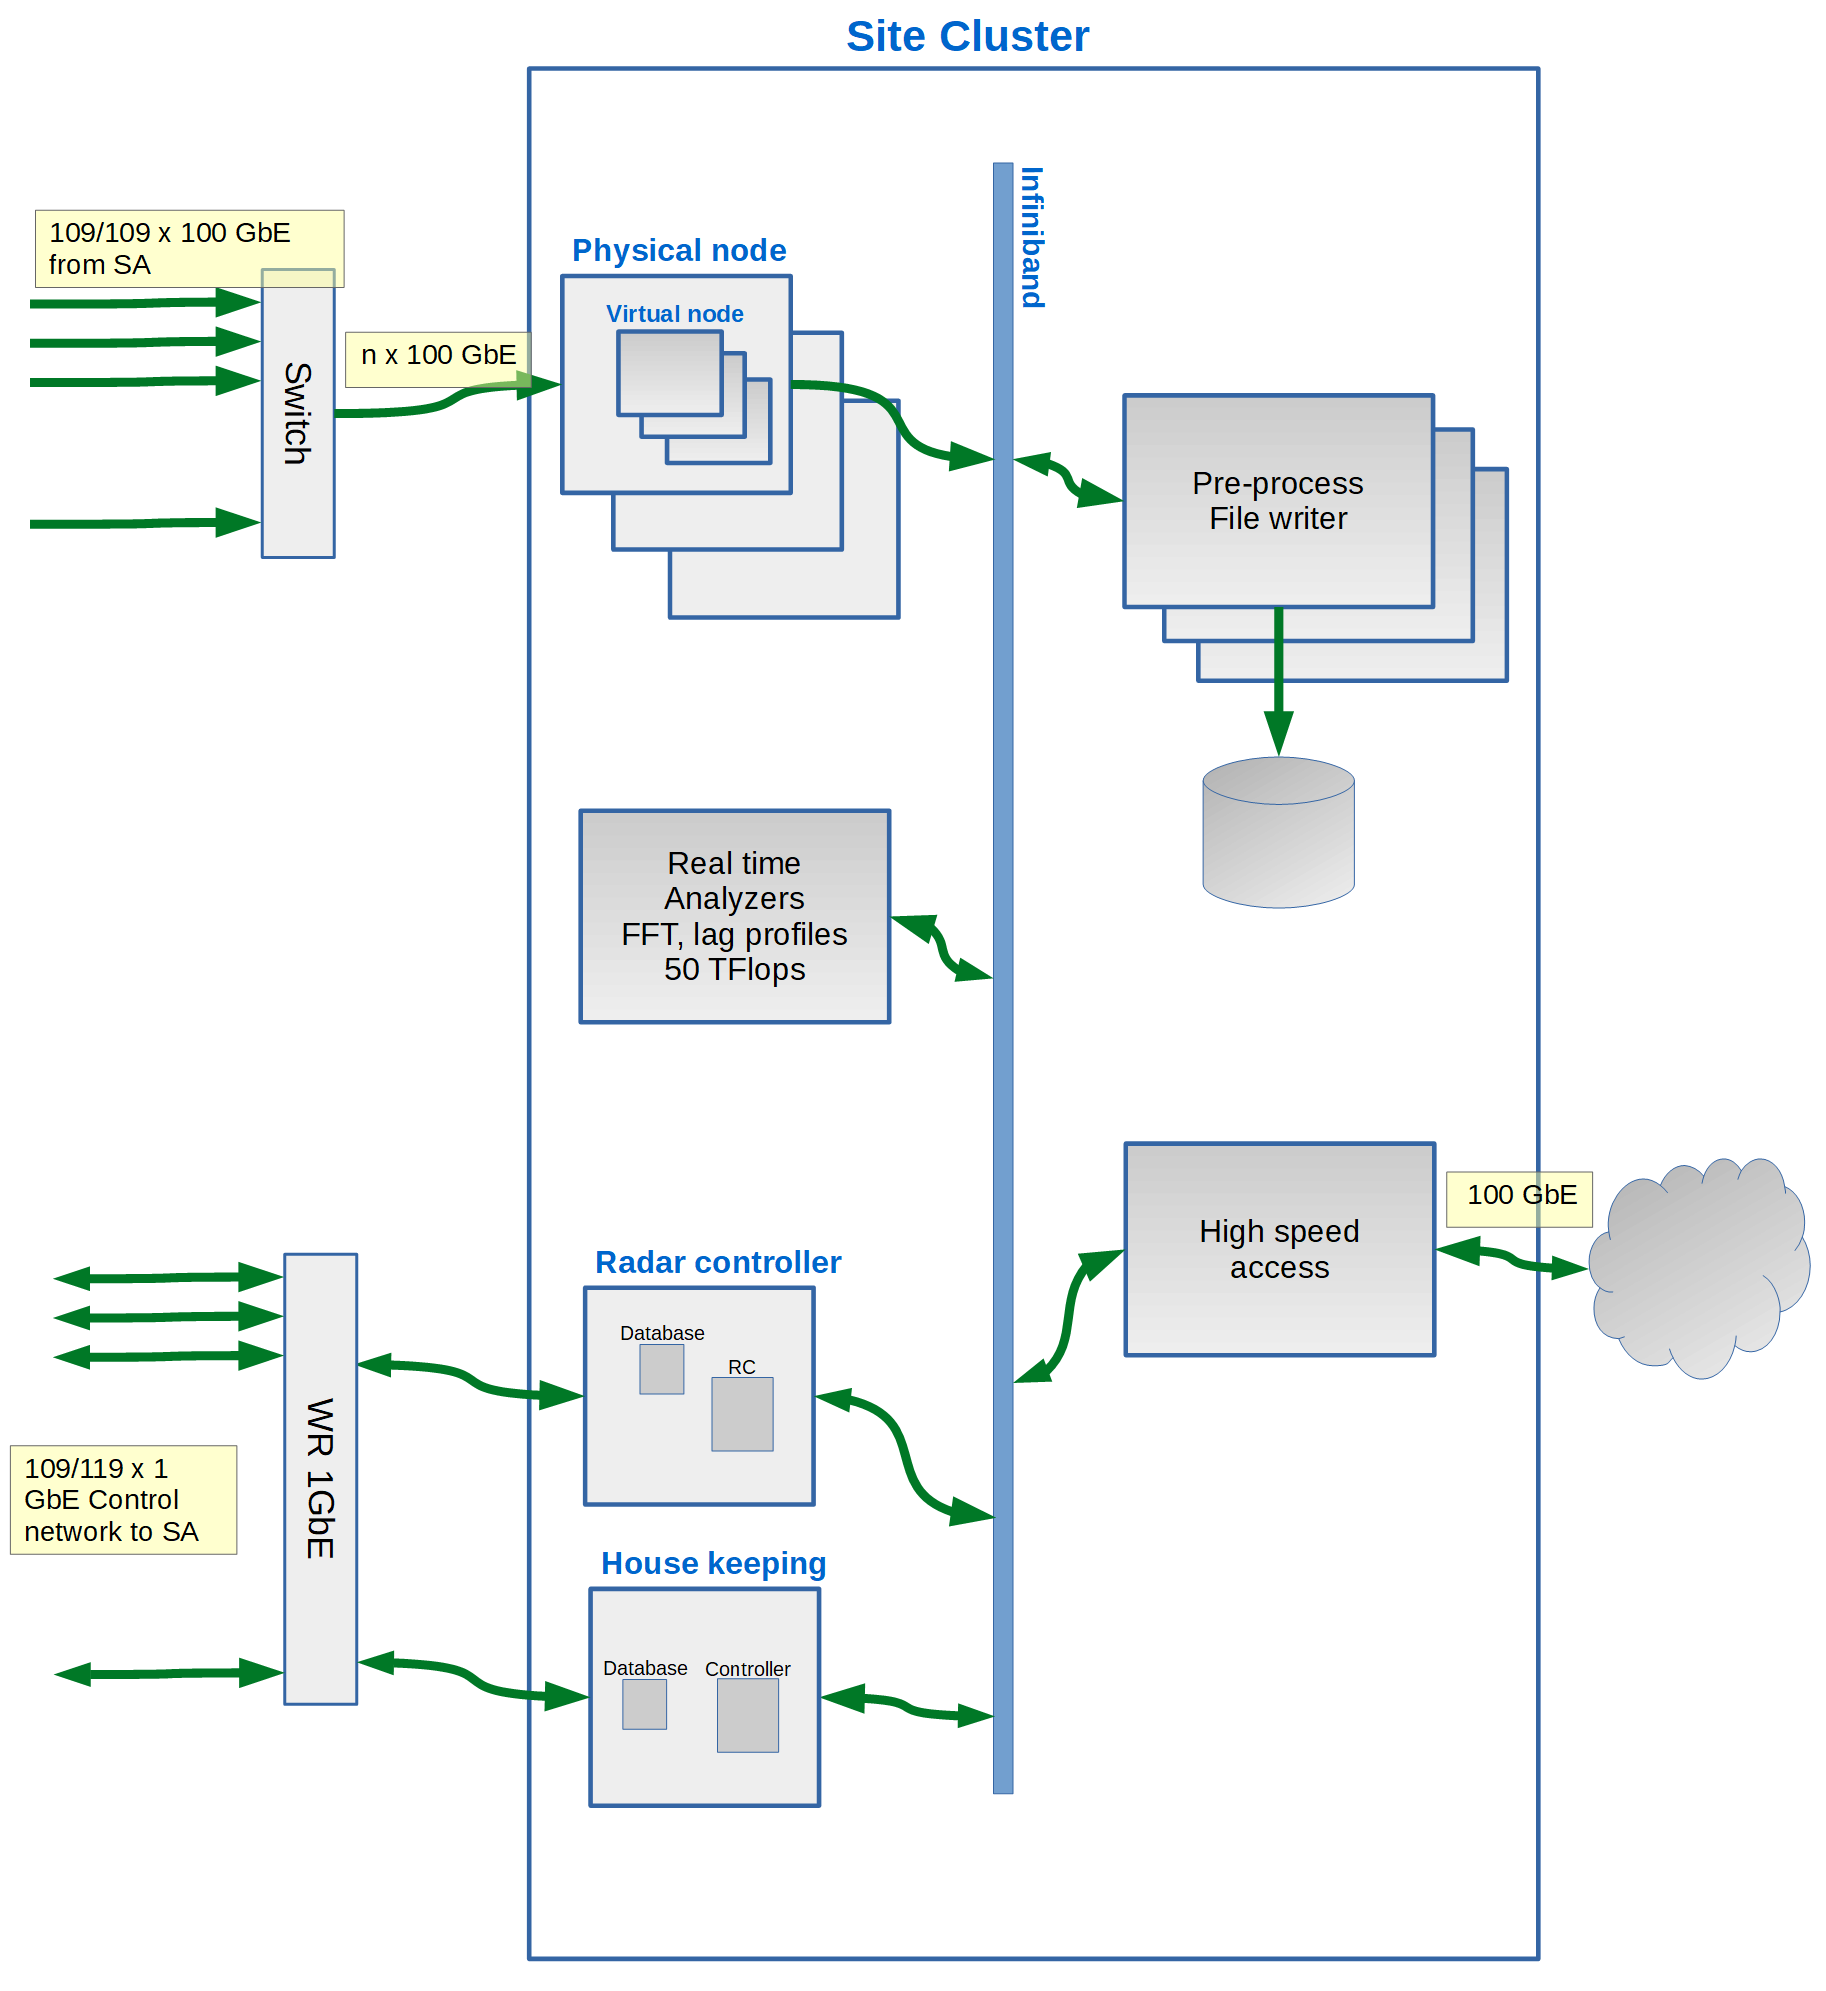 Site Cluster
Infiniband
109/109 x 100 GbE
from SA
Switch
n x 100 GbE
Physical node
Virtual node
Pre-process
File writer
Real time
Analyzers
FFT, lag profiles
50 TFlops
High speed
access
100 GbE
Radar controller
Database
RC
WR 1GbE
109/119 x 1
GbE Control
network to SA
House keeping
Database
Controller